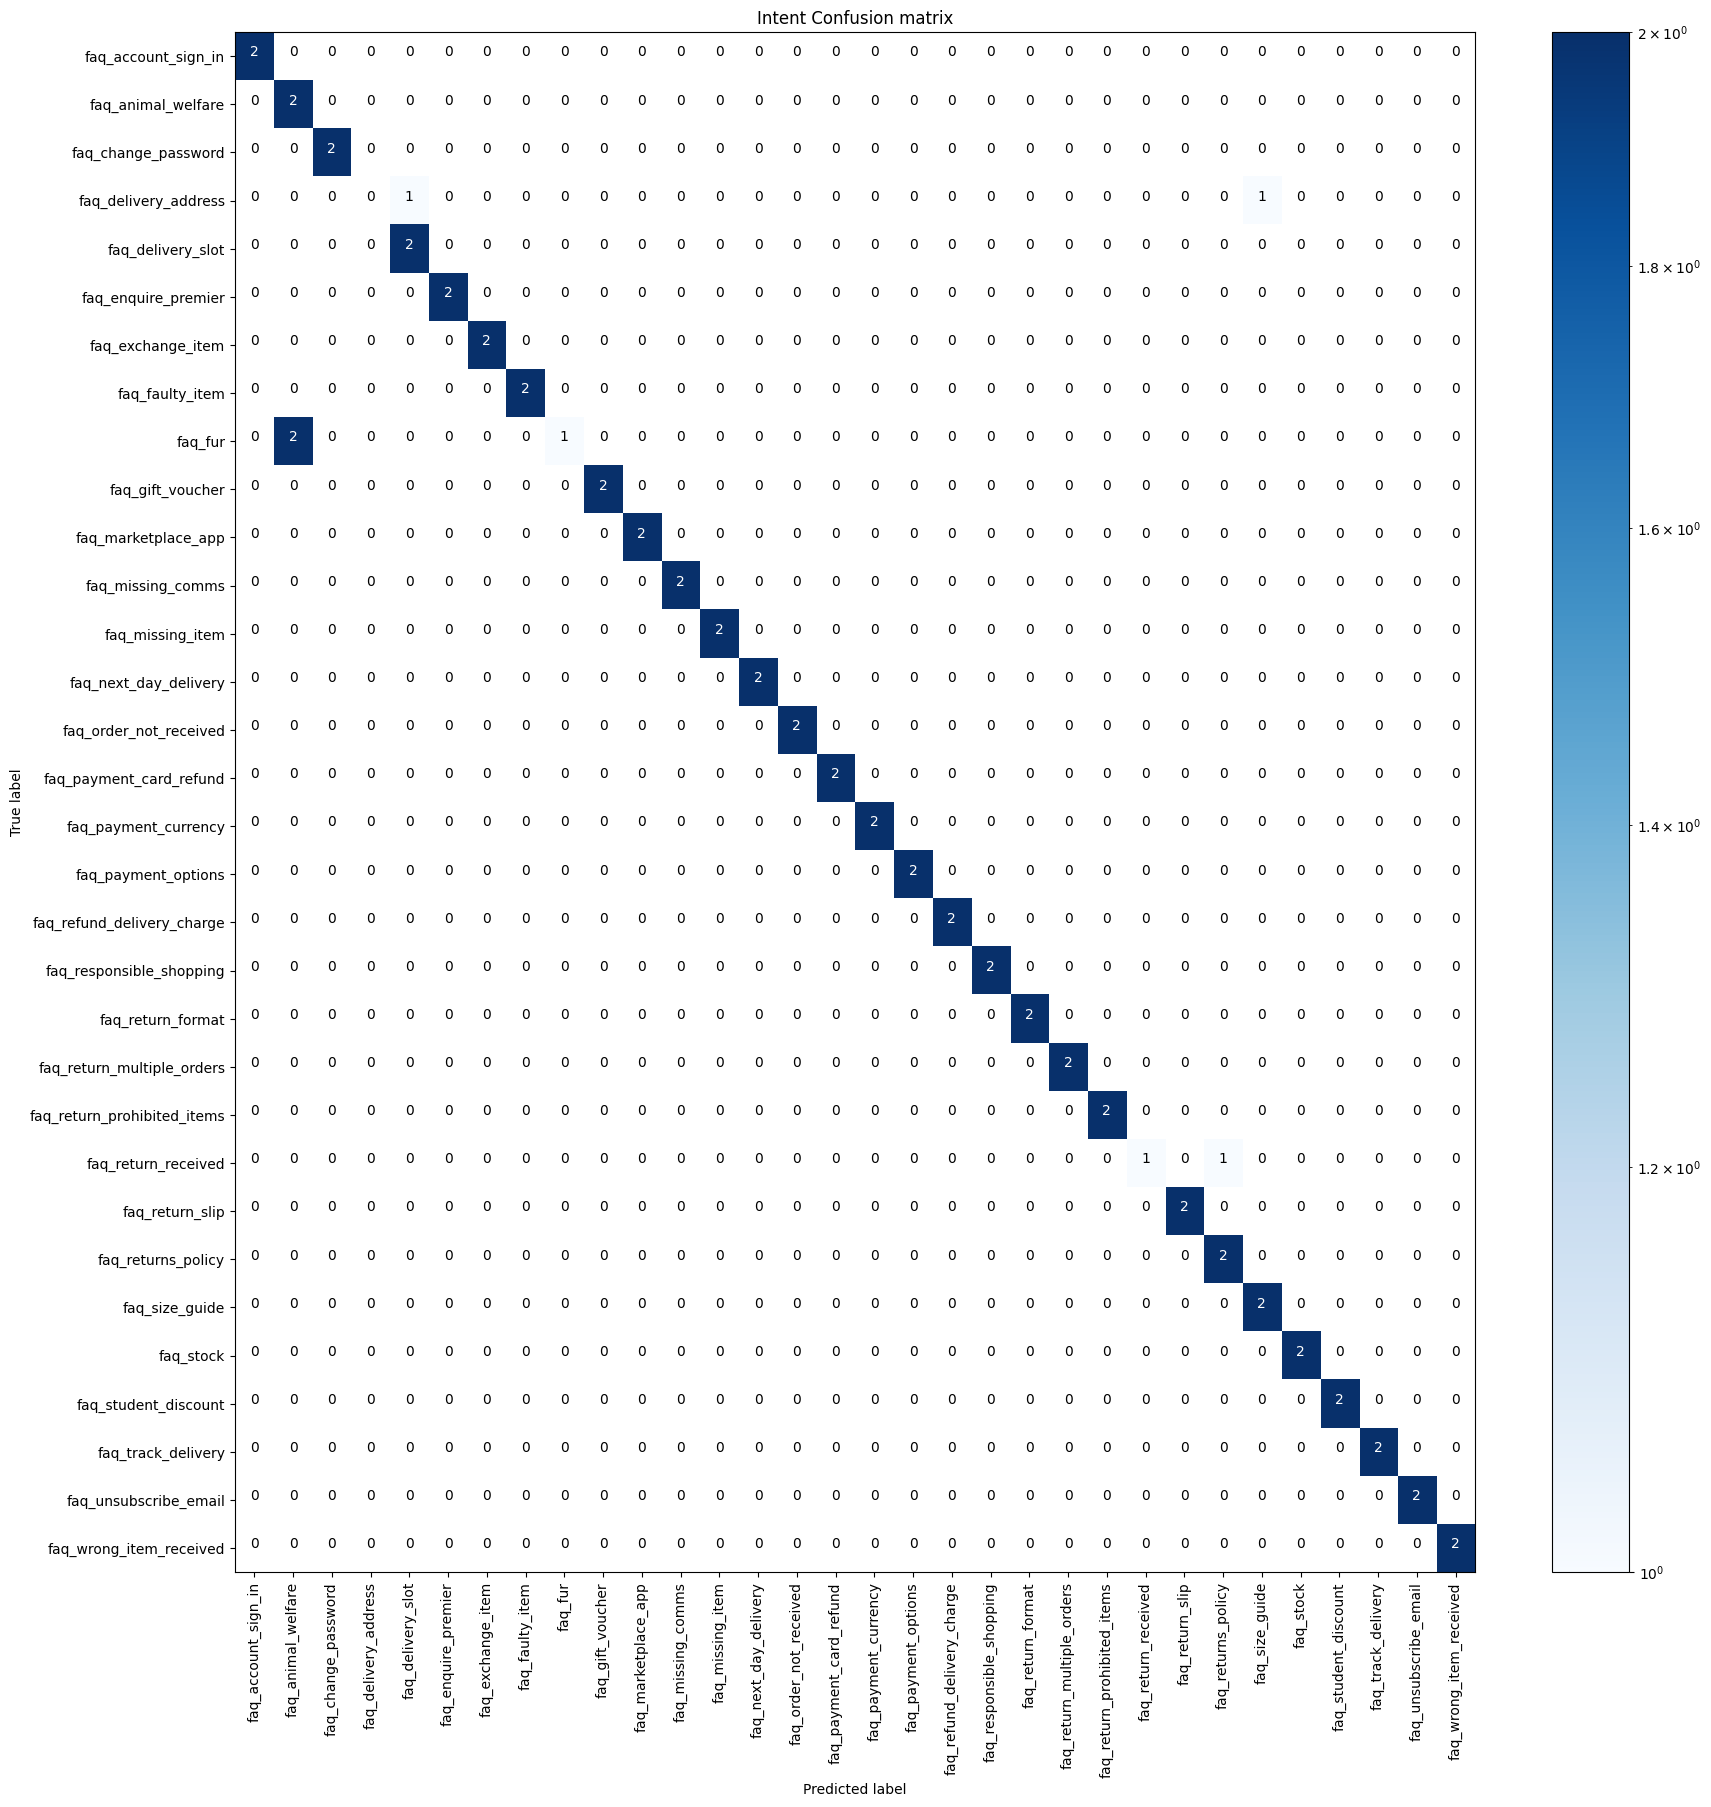 Intent Confusion matrix
faq_account_sign_in 2 0 0 0 0 0 0 0 0 0 0 0 0 0 0 0 0 0 0 0 0 0 0 0 0 0 0 0 0 0 0 0
faq_animal_welfare 0 2 0 0 0 0 0 0 0 0 0 0 0 0 0 0 0 0 0 0 0 0 0 0 0 0 0 0 0 0 0 0
faq_change_password 0 0 2 0 0 0 0 0 0 0 0 0 0 0 0 0 0 0 0 0 0 0 0 0 0 0 0 0 0 0 0 0
faq_delivery_address 0 0 0 0 1 0 0 0 0 0 0 0 0 0 0 0 0 0 0 0 0 0 0 0 0 0 1 0 0 0 0 0
faq_delivery_slot 0 0 0 0 2 0 0 0 0 0 0 0 0 0 0 0 0 0 0 0 0 0 0 0 0 0 0 0 0 0 0 0
faq_enquire_premier 0 0 0 0 0 2 0 0 0 0 0 0 0 0 0 0 0 0 0 0 0 0 0 0 0 0 0 0 0 0 0 0
faq_exchange_item 0 0 0 0 0 0 2 0 0 0 0 0 0 0 0 0 0 0 0 0 0 0 0 0 0 0 0 0 0 0 0 0
faq_faulty_item 0 0 0 0 0 0 0 2 0 0 0 0 0 0 0 0 0 0 0 0 0 0 0 0 0 0 0 0 0 0 0 0
faq_fur 0 2 0 0 0 0 0 0 1 0 0 0 0 0 0 0 0 0 0 0 0 0 0 0 0 0 0 0 0 0 0 0
faq_gift_voucher 0 0 0 0 0 0 0 0 0 2 0 0 0 0 0 0 0 0 0 0 0 0 0 0 0 0 0 0 0 0 0 0
faq_marketplace_app 0 0 0 0 0 0 0 0 0 0 2 0 0 0 0 0 0 0 0 0 0 0 0 0 0 0 0 0 0 0 0 0
faq_missing_comms 0 0 0 0 0 0 0 0 0 0 0 2 0 0 0 0 0 0 0 0 0 0 0 0 0 0 0 0 0 0 0 0
faq_missing_item 0 0 0 0 0 0 0 0 0 0 0 0 2 0 0 0 0 0 0 0 0 0 0 0 0 0 0 0 0 0 0 0
faq_next_day_delivery 0 0 0 0 0 0 0 0 0 0 0 0 0 2 0 0 0 0 0 0 0 0 0 0 0 0 0 0 0 0 0 0
faq_order_not_received 0 0 0 0 0 0 0 0 0 0 0 0 0 0 2 0 0 0 0 0 0 0 0 0 0 0 0 0 0 0 0 0
faq_payment_card_refund 0 0 0 0 0 0 0 0 0 0 0 0 0 0 0 2 0 0 0 0 0 0 0 0 0 0 0 0 0 0 0 0
faq_payment_currency 0 0 0 0 0 0 0 0 0 0 0 0 0 0 0 0 2 0 0 0 0 0 0 0 0 0 0 0 0 0 0 0
faq_payment_options 0 0 0 0 0 0 0 0 0 0 0 0 0 0 0 0 0 2 0 0 0 0 0 0 0 0 0 0 0 0 0 0
faq_refund_delivery_charge 0 0 0 0 0 0 0 0 0 0 0 0 0 0 0 0 0 0 2 0 0 0 0 0 0 0 0 0 0 0 0 0
faq_responsible_shopping 0 0 0 0 0 0 0 0 0 0 0 0 0 0 0 0 0 0 0 2 0 0 0 0 0 0 0 0 0 0 0 0
faq_return_format 0 0 0 0 0 0 0 0 0 0 0 0 0 0 0 0 0 0 0 0 2 0 0 0 0 0 0 0 0 0 0 0
faq_return_multiple_orders 0 0 0 0 0 0 0 0 0 0 0 0 0 0 0 0 0 0 0 0 0 2 0 0 0 0 0 0 0 0 0 0
faq_return_prohibited_items 0 0 0 0 0 0 0 0 0 0 0 0 0 0 0 0 0 0 0 0 0 0 2 0 0 0 0 0 0 0 0 0
faq_return_received 0 0 0 0 0 0 0 0 0 0 0 0 0 0 0 0 0 0 0 0 0 0 0 1 0 1 0 0 0 0 0 0
faq_return_slip 0 0 0 0 0 0 0 0 0 0 0 0 0 0 0 0 0 0 0 0 0 0 0 0 2 0 0 0 0 0 0 0
faq_returns_policy 0 0 0 0 0 0 0 0 0 0 0 0 0 0 0 0 0 0 0 0 0 0 0 0 0 2 0 0 0 0 0 0
faq_size_guide 0 0 0 0 0 0 0 0 0 0 0 0 0 0 0 0 0 0 0 0 0 0 0 0 0 0 2 0 0 0 0 0
faq_stock 0 0 0 0 0 0 0 0 0 0 0 0 0 0 0 0 0 0 0 0 0 0 0 0 0 0 0 2 0 0 0 0
faq_student_discount 0 0 0 0 0 0 0 0 0 0 0 0 0 0 0 0 0 0 0 0 0 0 0 0 0 0 0 0 2 0 0 0
faq_track_delivery 0 0 0 0 0 0 0 0 0 0 0 0 0 0 0 0 0 0 0 0 0 0 0 0 0 0 0 0 0 2 0 0
faq_unsubscribe_email 0 0 0 0 0 0 0 0 0 0 0 0 0 0 0 0 0 0 0 0 0 0 0 0 0 0 0 0 0 0 2 0
faq_wrong_item_received 0 0 0 0 0 0 0 0 0 0 0 0 0 0 0 0 0 0 0 0 0 0 0 0 0 0 0 0 0 0 0 2
True label
faq_account_sign_in
faq_animal_welfare
faq_change_password
faq_delivery_address
faq_delivery_slot
faq_enquire_premier
faq_exchange_item
faq_faulty_item
faq_fur
faq_gift_voucher
faq_marketplace_app
faq_missing_comms
faq_missing_item
faq_next_day_delivery
faq_order_not_received
faq_payment_card_refund
faq_payment_currency
faq_payment_options
faq_refund_delivery_charge
faq_responsible_shopping
faq_return_format
faq_return_multiple_orders
faq_return_prohibited_items
faq_return_received
faq_return_slip
faq_returns_policy
faq_size_guide
faq_stock
faq_student_discount
faq_track_delivery
faq_unsubscribe_email
faq_wrong_item_received
Predicted label
2 × 10⁰
1.8 × 10⁰
1.6 × 10⁰
1.4 × 10⁰
1.2 × 10⁰
10⁰